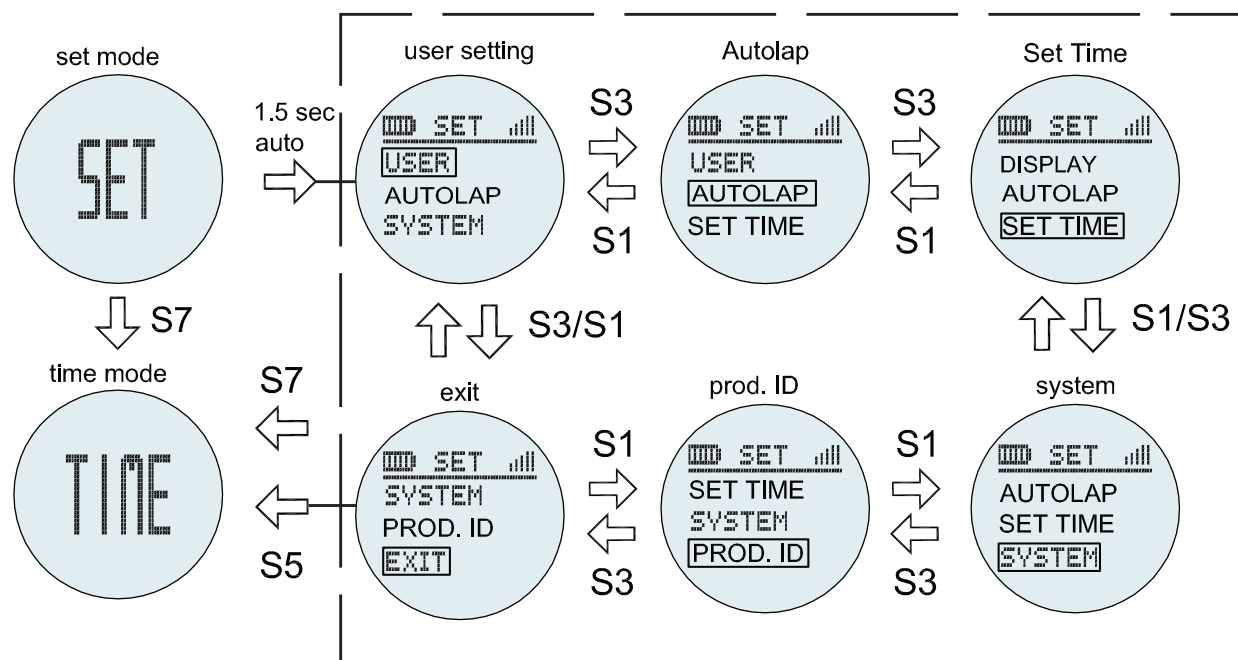 set mode
SET
1.5 sec
auto
user setting
SET
USER
AUTOLAP
SYSTEM
S3
S1
Autolap
SET
USER
AUTOLAP
SET TIME
S3
S1
Set Time
SET
DISPLAY
AUTOLAP
SET TIME
S7
S3/S1
S1/S3
time mode
TIME
S7
S5
exit
SET
SYSTEM
PROD. ID
EXIT
S1
S3
prod. ID
SET
SET TIME
SYSTEM
PROD. ID
S1
S3
system
SET
AUTOLAP
SET TIME
SYSTEM